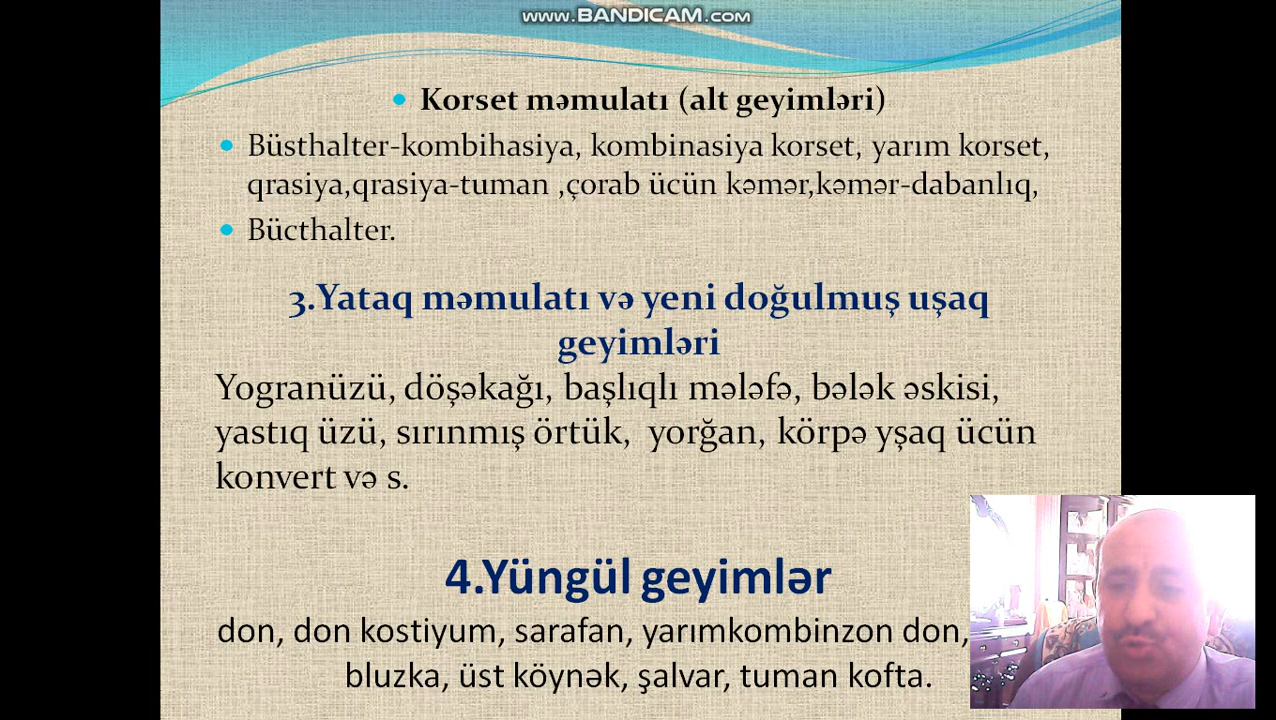 www.BANDICAM.com
Korset məmulatı (alt geyimləri)
Büsthalter-kombihasiya, kombinasiya korset, yarım korset,
qrasiya,qrasiya-tuman ,çorab ücün kəmər,kəmər-dabanlıq,
Bücthalter.
3.Yataq məmulatı və yeni doğulmuş uşaq
geyimləri
Yogranüzü, döşəkağı, başlıqlı mələfə, bələk əskisi,
yastıq üzü, sırınmış örtük, yorğan, körpə yşaq ücün
konvert və s.
4.Yüngül geyimlər
don, don kostiyum, sarafan, yarımkombinzon don,
bluzka, üst köynək, şalvar, tuman kofta.